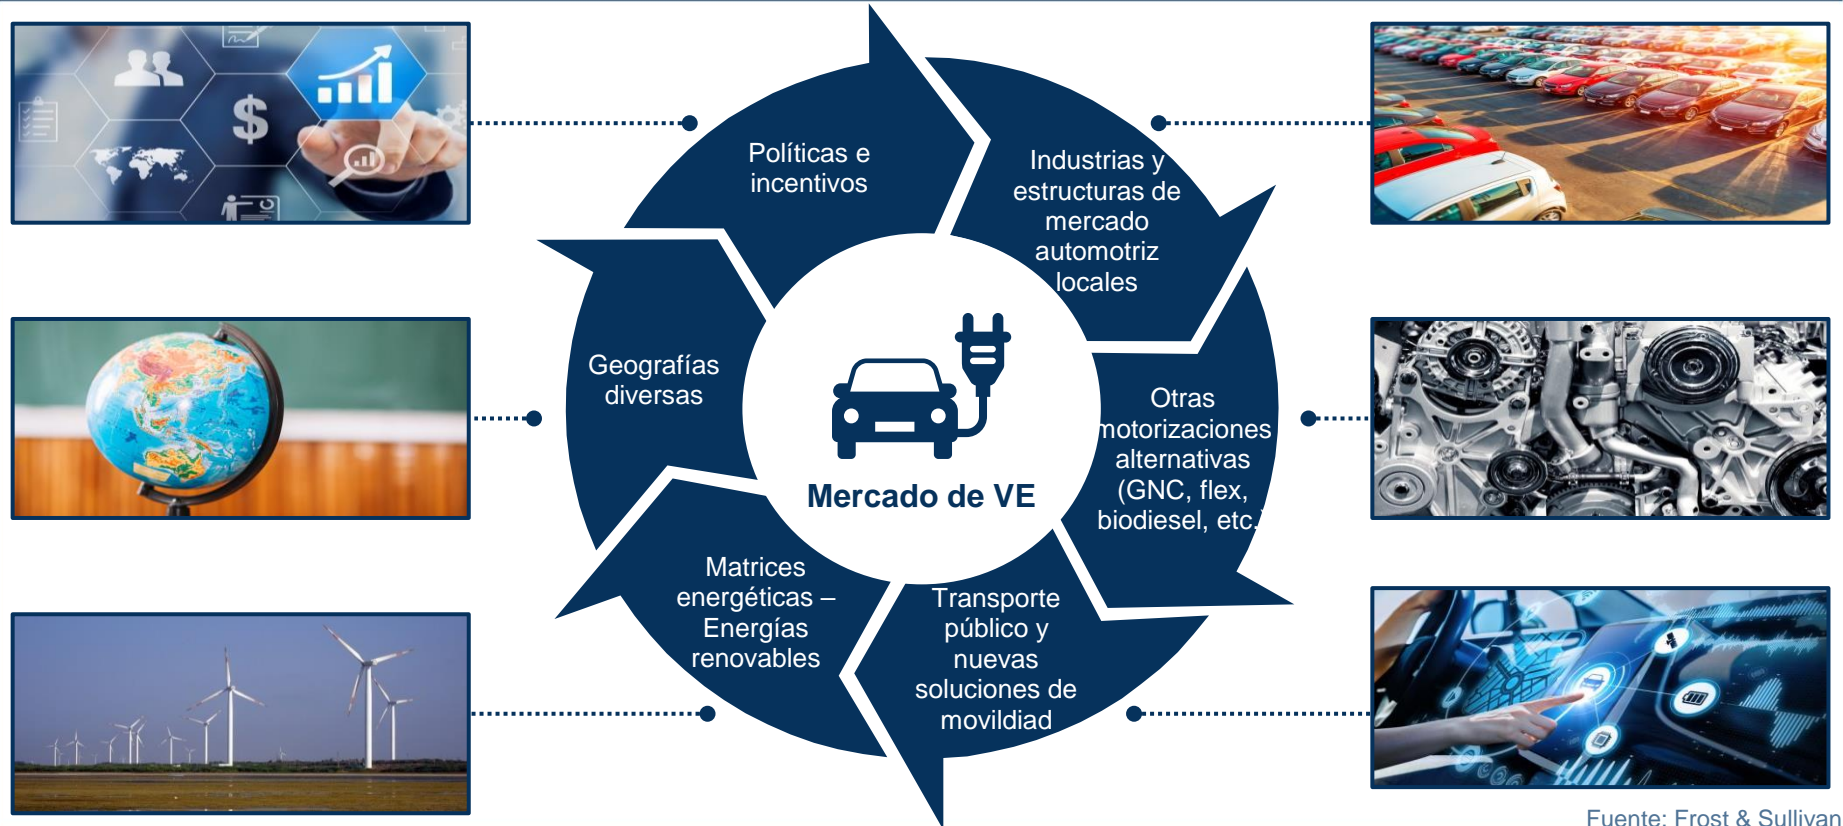 Políticas e
incentivos
Industrias y
estructuras de
mercado
automotriz
locales
Otras
motorizaciones
alternativas
(GNC, flex,
biodiesel, etc.)
Transporte
público y
nuevas
soluciones de
movildiad
Matrices
energéticas –
Energías
renovables
Geografías
diversas
Mercado de VE
$
Fuente: Frost & Sullivan